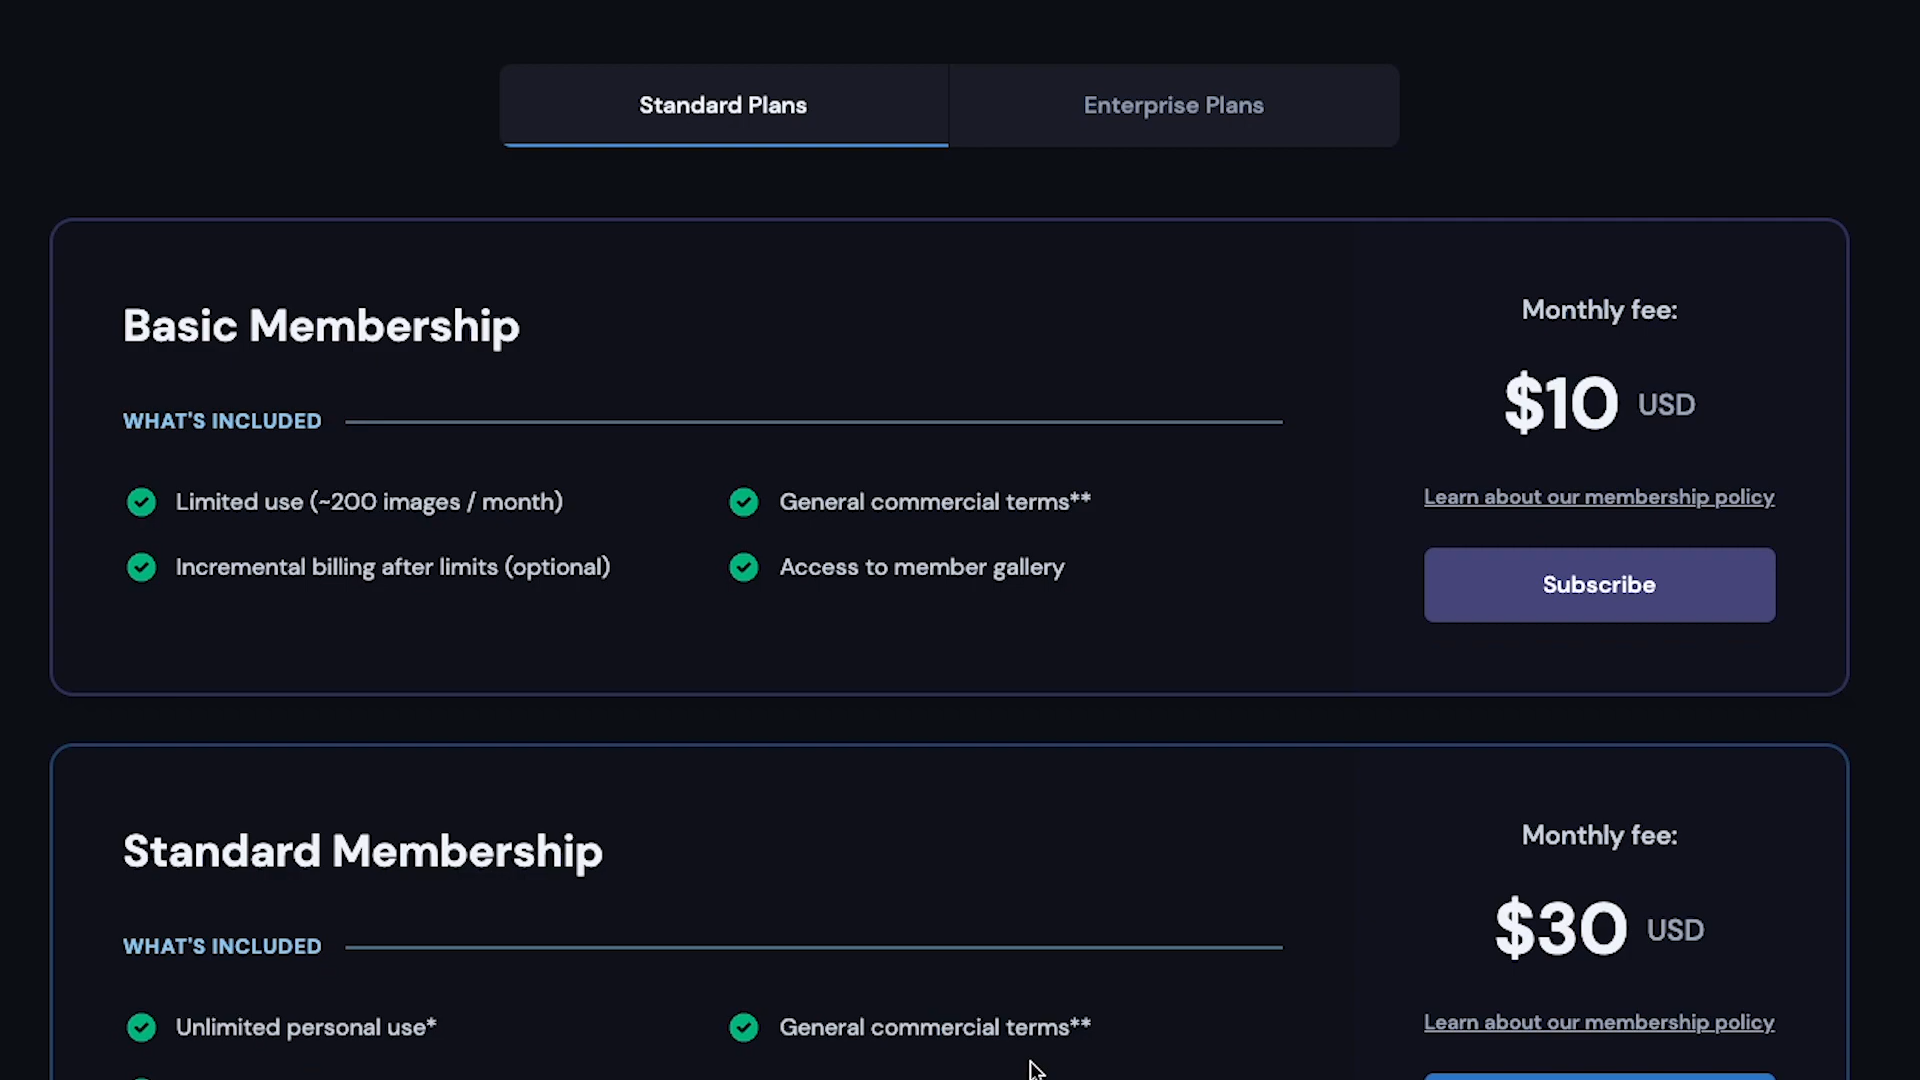 Standard Plans
Enterprise Plans
Basic Membership
Monthly fee:
$10 USD
WHAT'S INCLUDED
Limited use (~200 images / month)
General commercial terms**
Incremental billing after limits (optional)
Access to member gallery
Learn about our membership policy
Subscribe
Standard Membership
Monthly fee:
$30 USD
WHAT'S INCLUDED
Unlimited personal use*
General commercial terms**
Learn about our membership policy